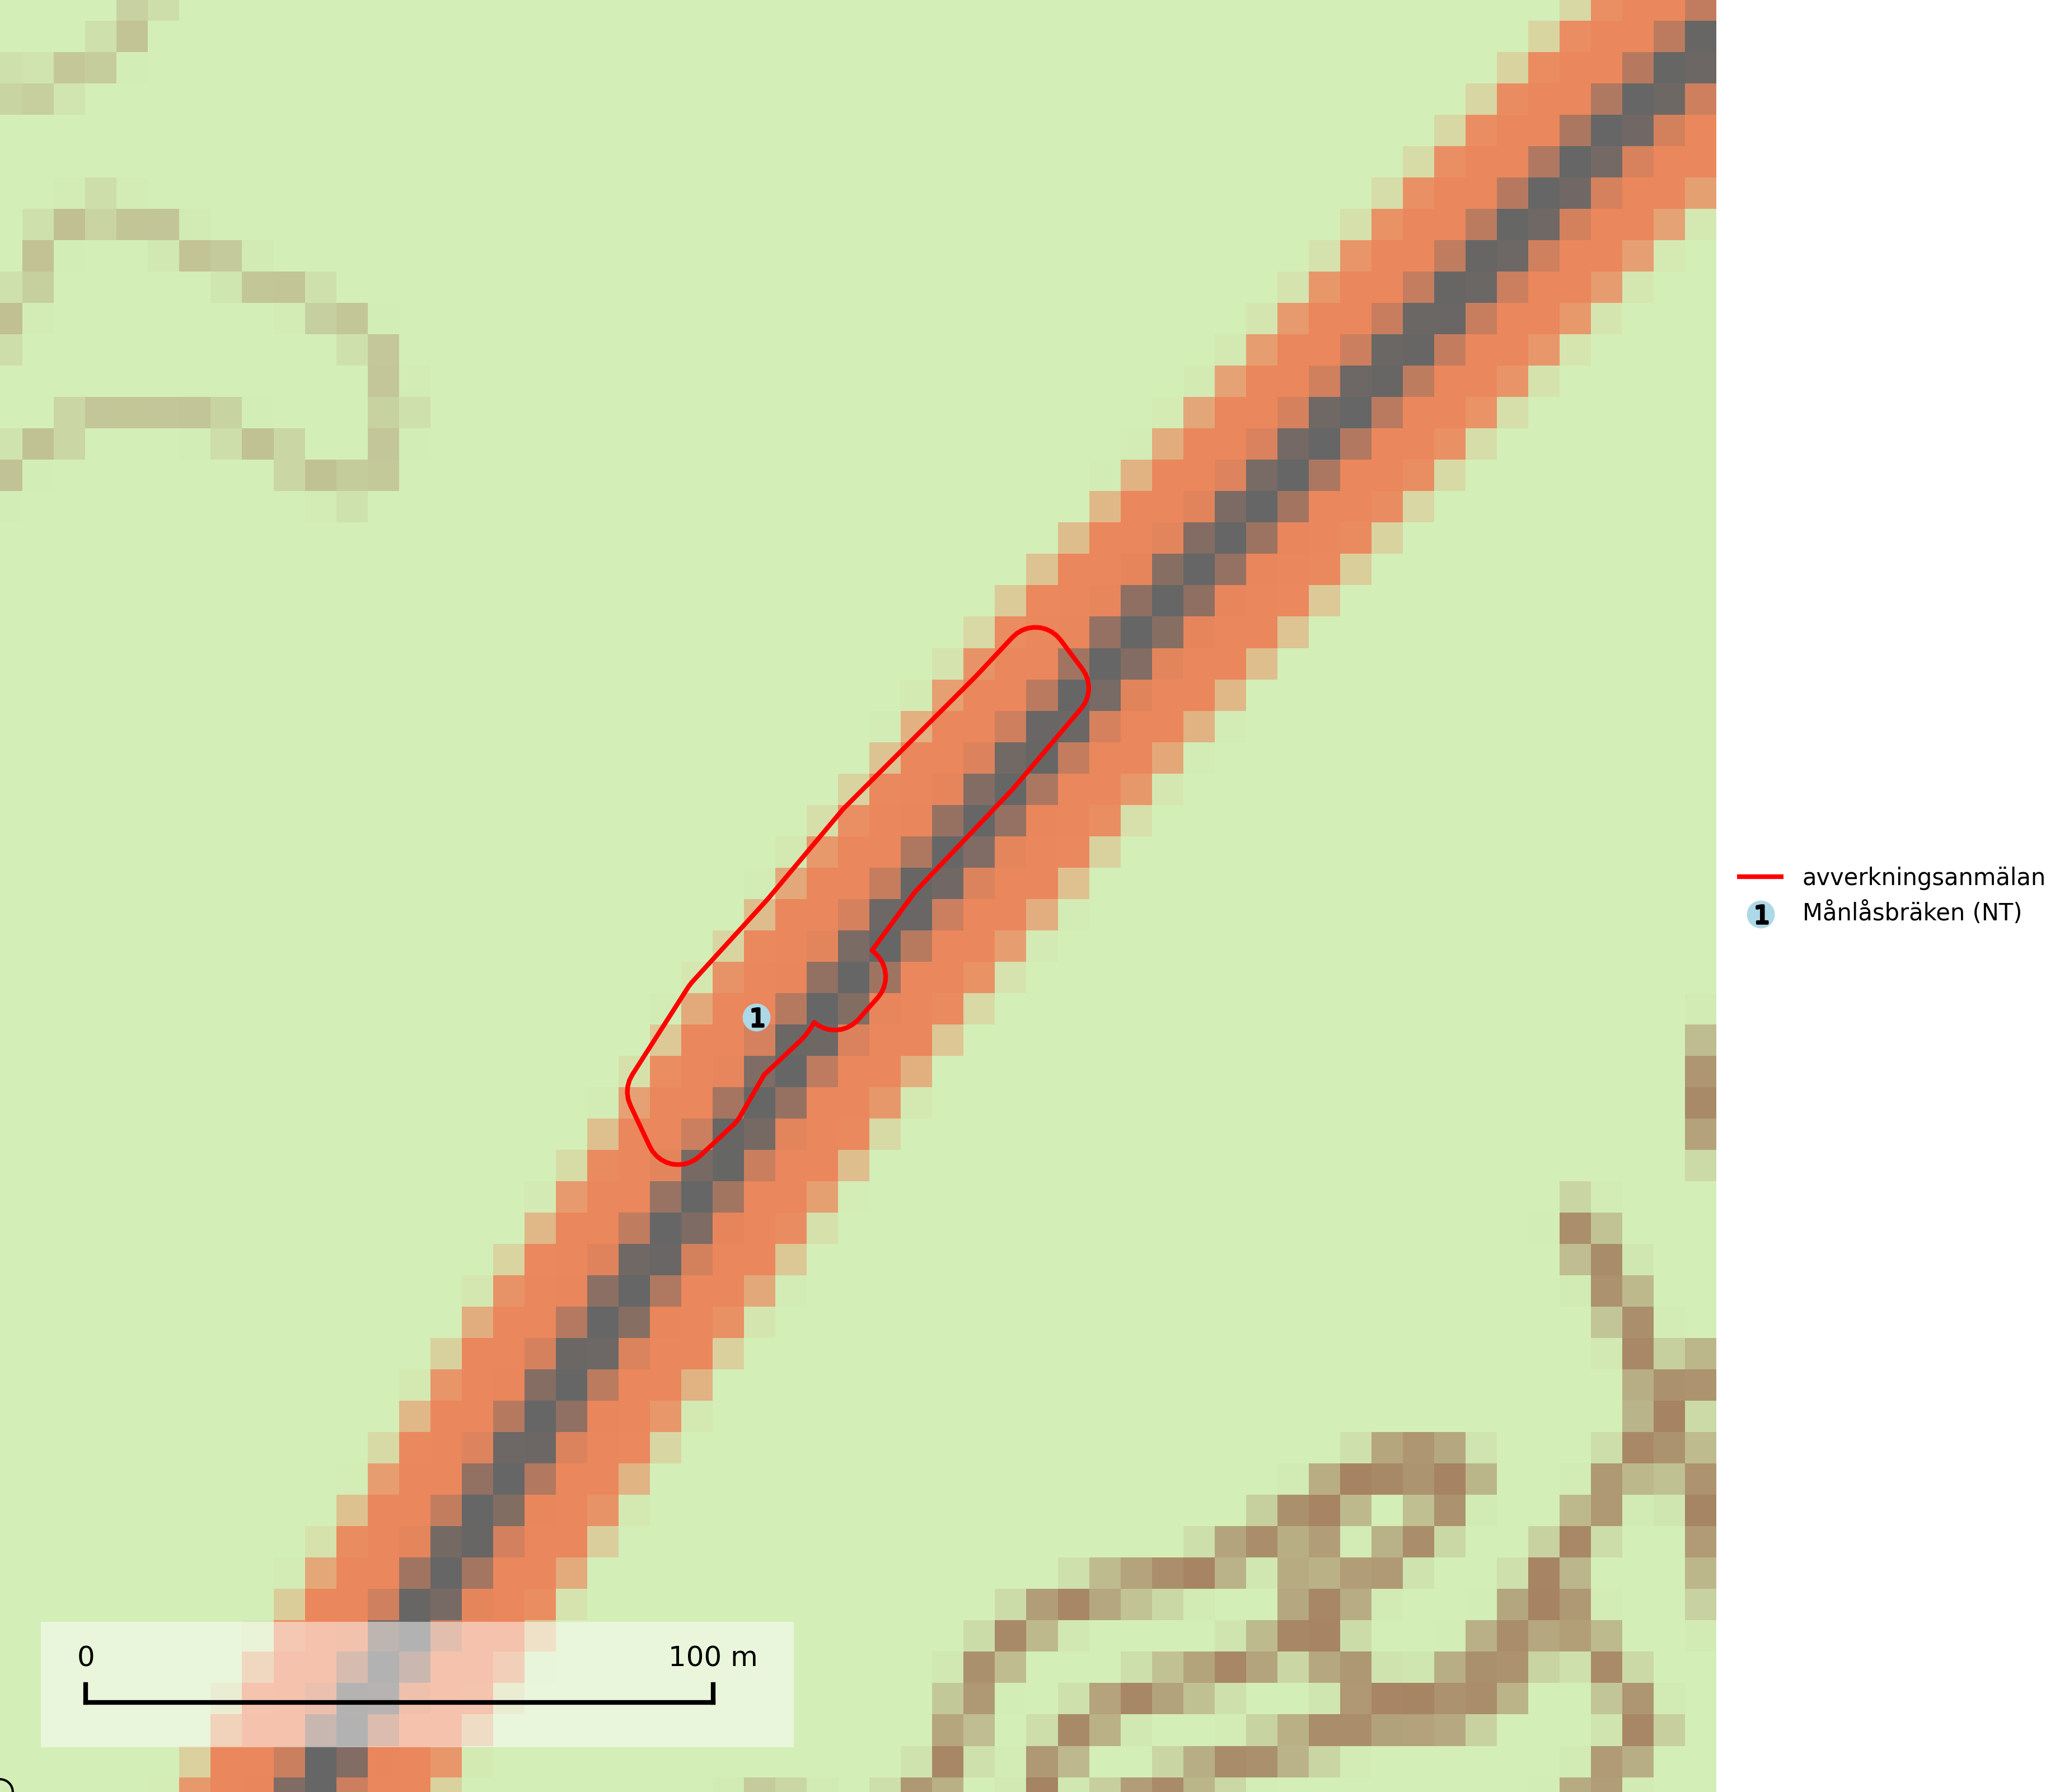 1
avverkningsanmälan
1 Månlåsbräken (NT)
0 100 m